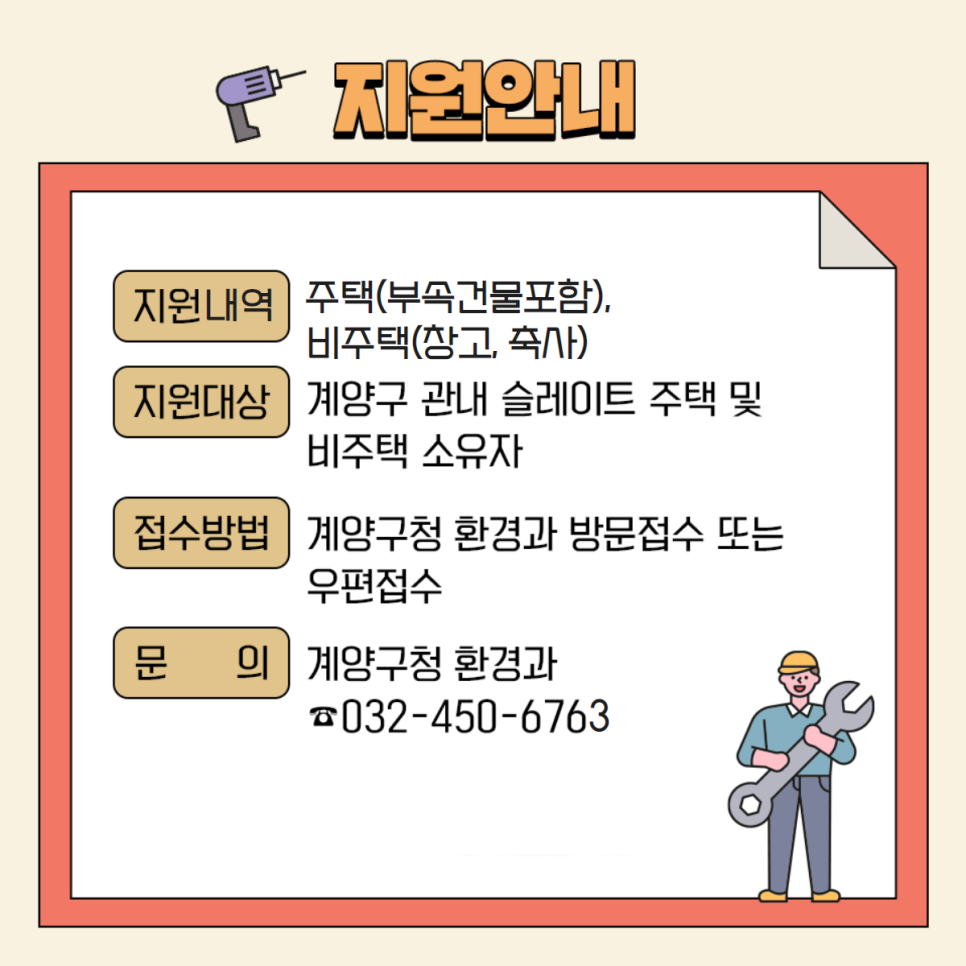 지원안내
지원내역 주택(부속건물포함),
비주택(창고, 축사)
지원대상 계양구 관내 슬레이트 주택 및
비주택 소유자
접수방법 계양구청 환경과 방문접수 또는
우편접수
문 의 계양구청 환경과
☎032-450-6763